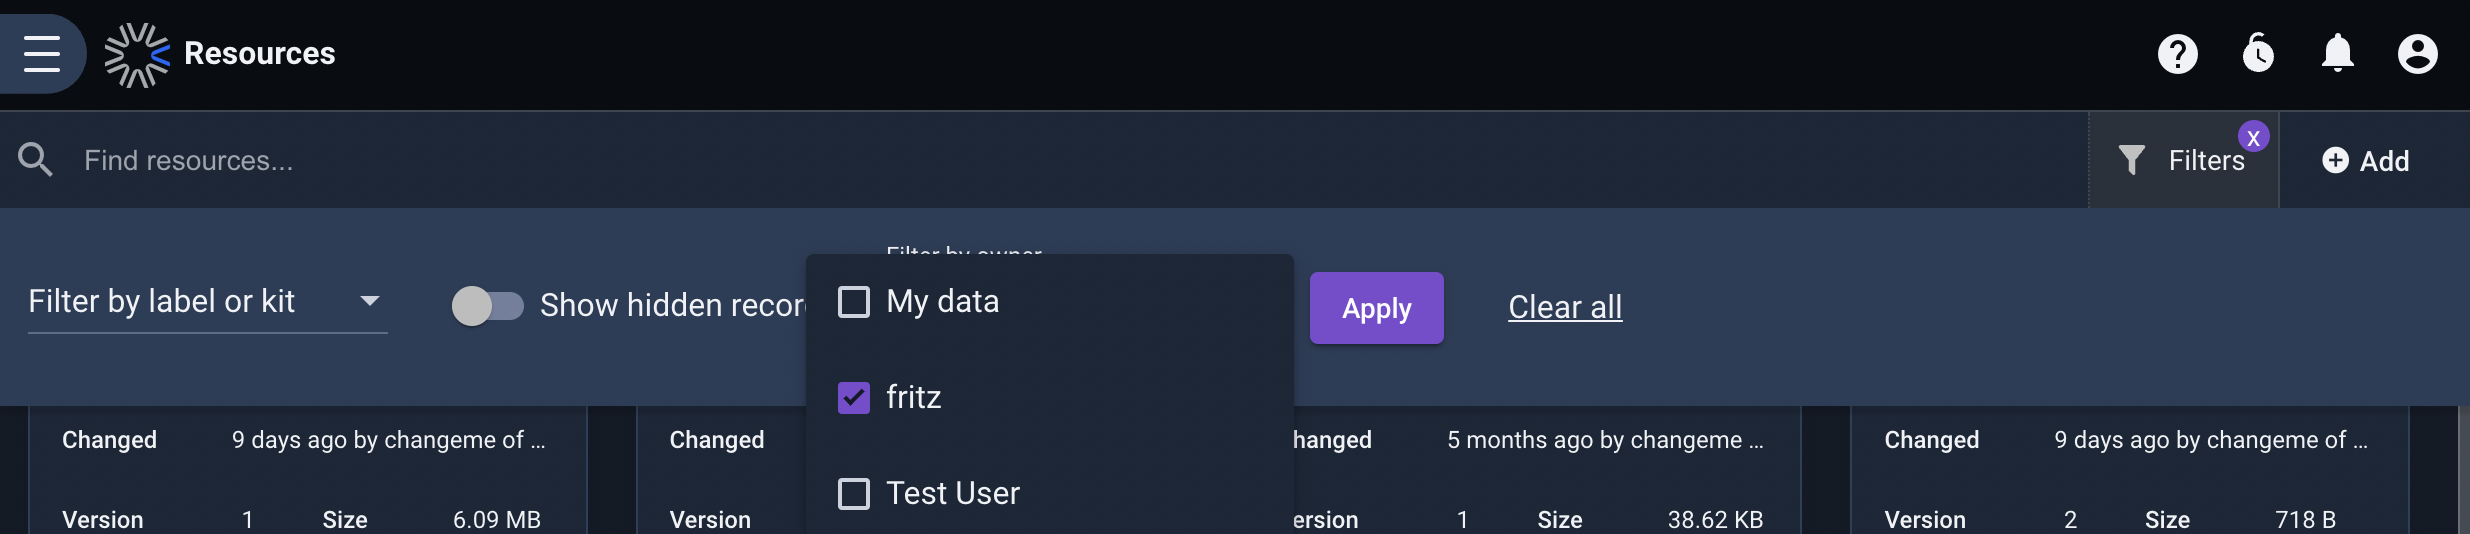 Resources
Find resources...
Filters
X
Add
Filter by owner
Filter by label or kit
Show hidden recor
My data
Apply
Clear all
fritz
Changed 9 days ago by changeme of ...
Changed
hanged 5 months ago by changeme ...
Changed 9 days ago by changeme of ...
Test User
Version 1 Size 6.09 MB
Version
ersion 1 Size 38.62 KB
Version 2 Size 718 B